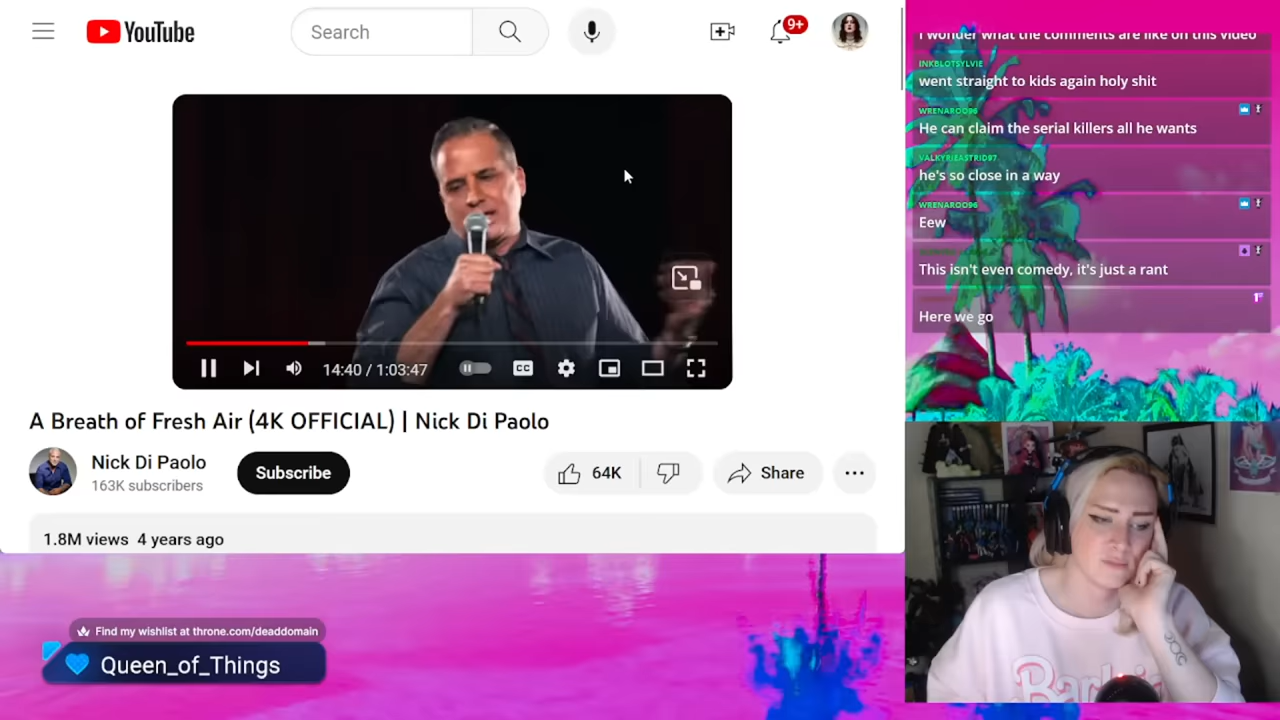 YouTube
Search
9+
A Breath of Fresh Air (4K OFFICIAL) | Nick Di Paolo
14:40 / 1:03:47
CC
Nick Di Paolo
163K subscribers
Subscribe
64K
Share
1.8M views 4 years ago
Find my wishlist at throne.com/deaddomain
Queen_of_Things
I wonder what the comments are like on this video
INKBLOTSYLVIE
went straight to kids again holy shit
WRENAROO96
He can claim the serial killers all he wants
VALKYRIEASTRID97
he's so close in a way
WRENAROO96
Eew
This isn't even comedy, it's just a rant
Here we go